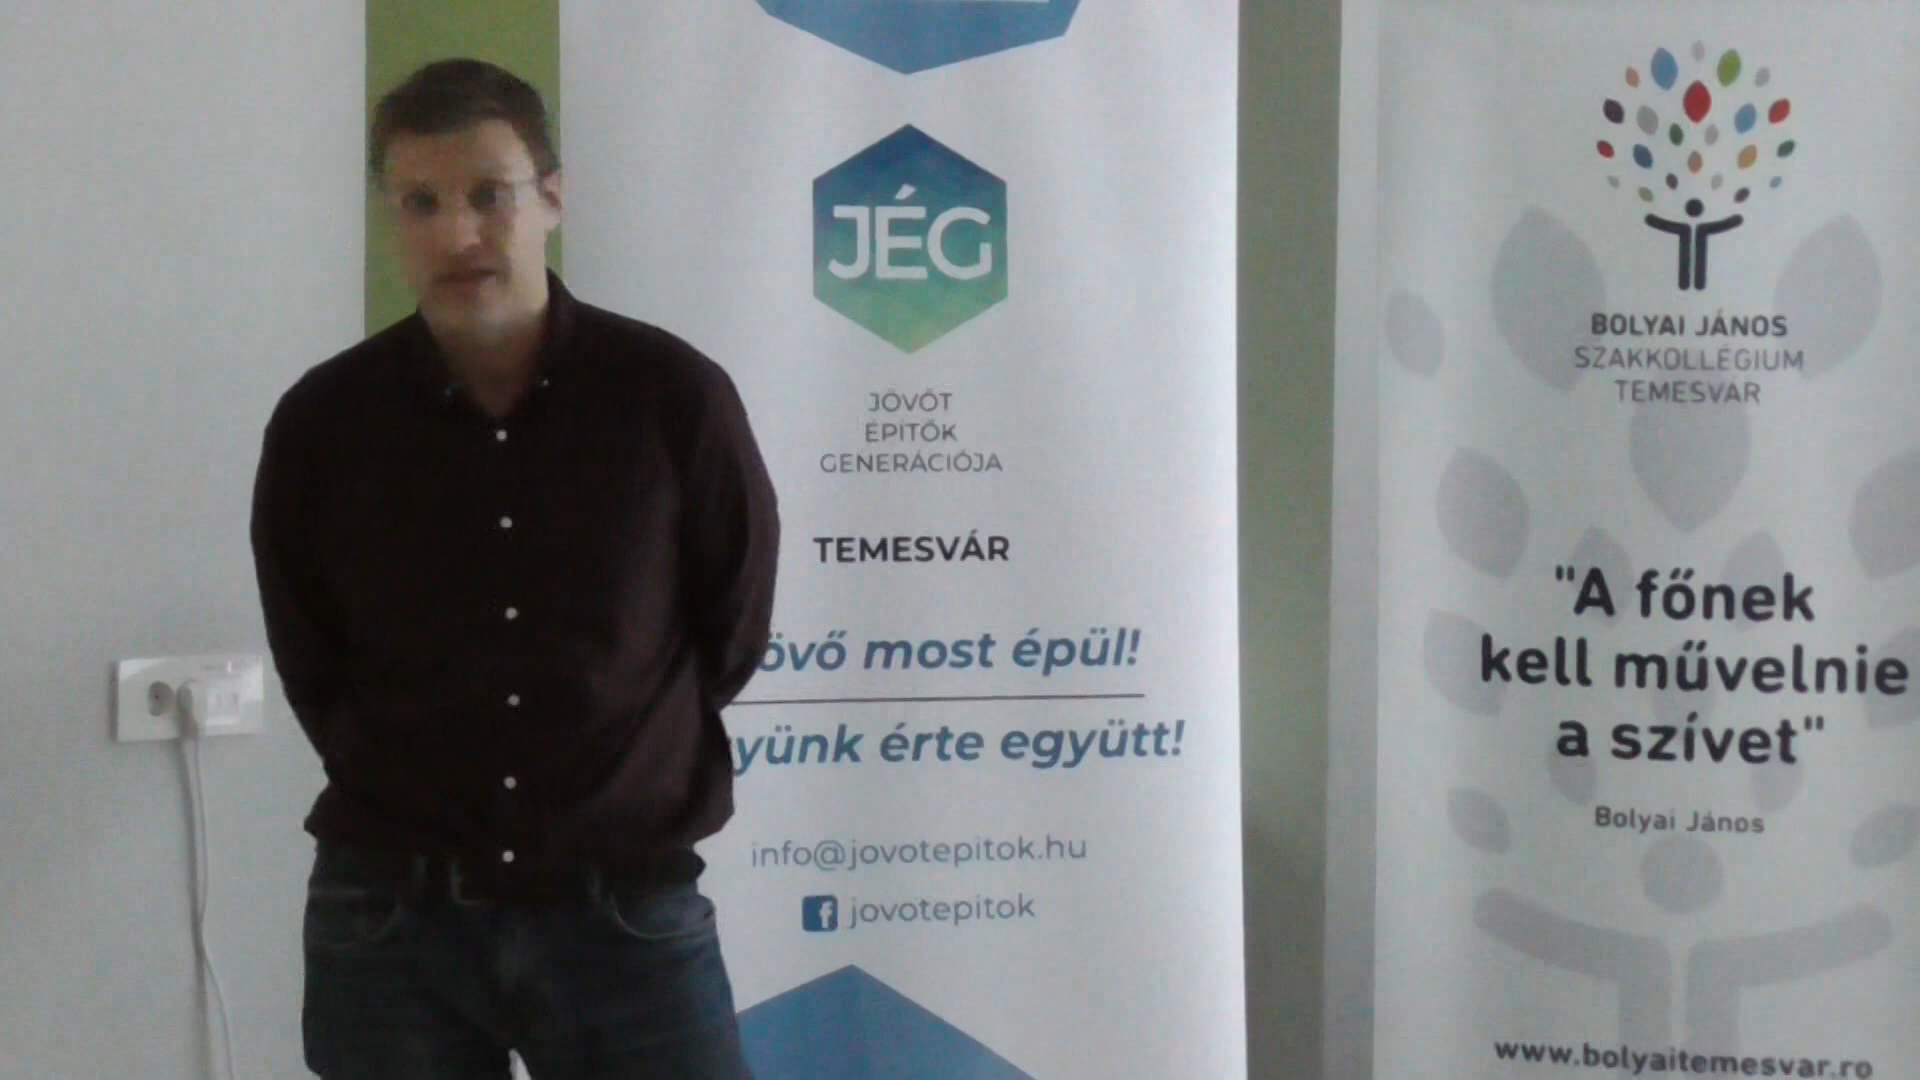 JÉG
JÖVŐT
ÉPÍTŐK
GENERÁCIÓJA
TEMESVÁR
most épül!
érte együtt!
info@jovotepitok.hu
f jovotepitok
BOLYAI JÁNOS
SZAKKOLLÉGIUM
TEMESVÁR
"A főnek
kell művelnie
a szívet"
Bolyai János
www.bolyaitemesvar.ro